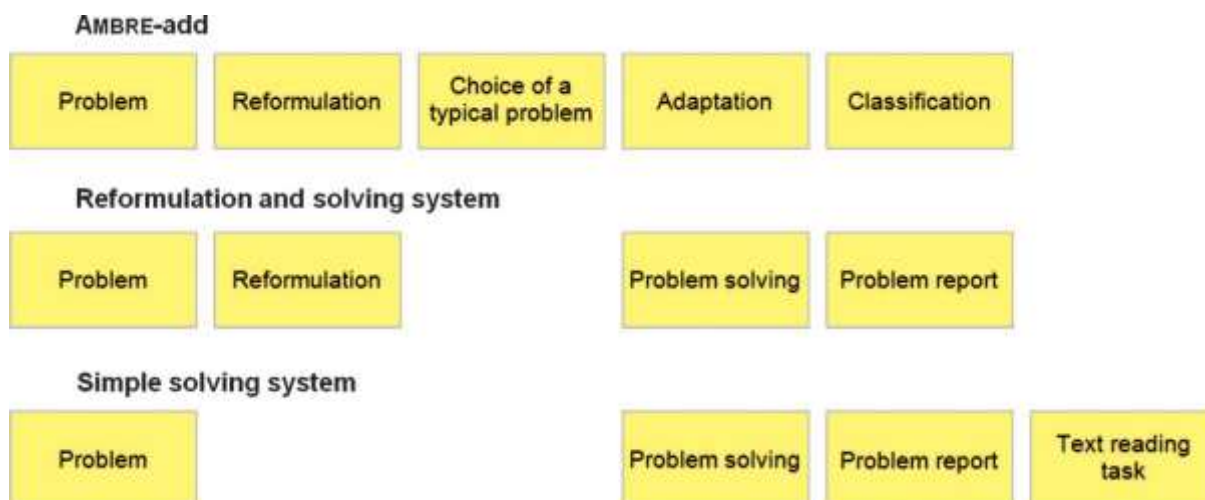 AMBRE-add
Problem
Reformulation
Choice of a
typical problem
Adaptation
Classification
Reformulation and solving system
Problem
Reformulation
Problem solving
Problem report
Simple solving system
Problem
Problem solving
Problem report
Text reading
task